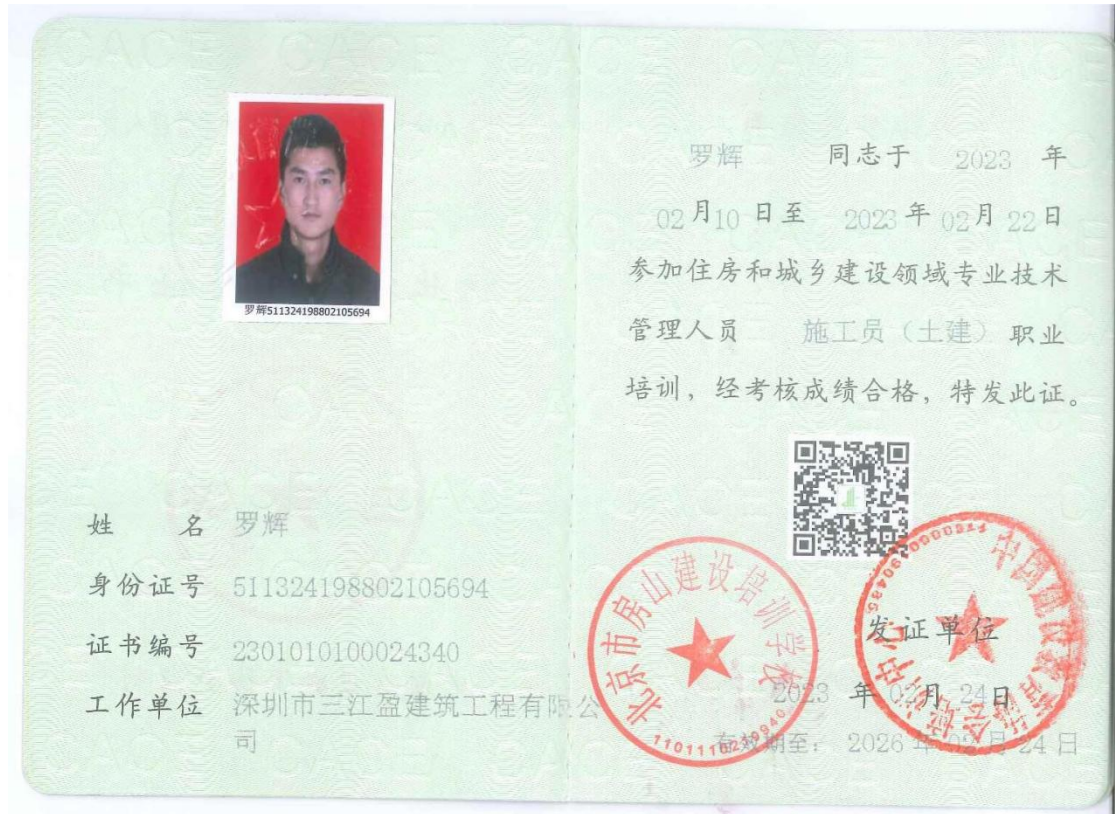 罗辉511324198802105694
姓 名 罗辉
身份证号 511324198802105694
证书编号 2301010100024340
工作单位 深圳市三江盈建筑工程有限公
司
罗辉 同志于 2023 年
02月10日至 2023年02月22日
参加住房和城乡建设领域专业技术
管理人员 施工员（土建）职业
培训，经考核成绩合格，特发此证。
北京市房山建设培训学校
发证单位
2023 年 02月 24日
有效期至： 2026 年 02 月 24 日